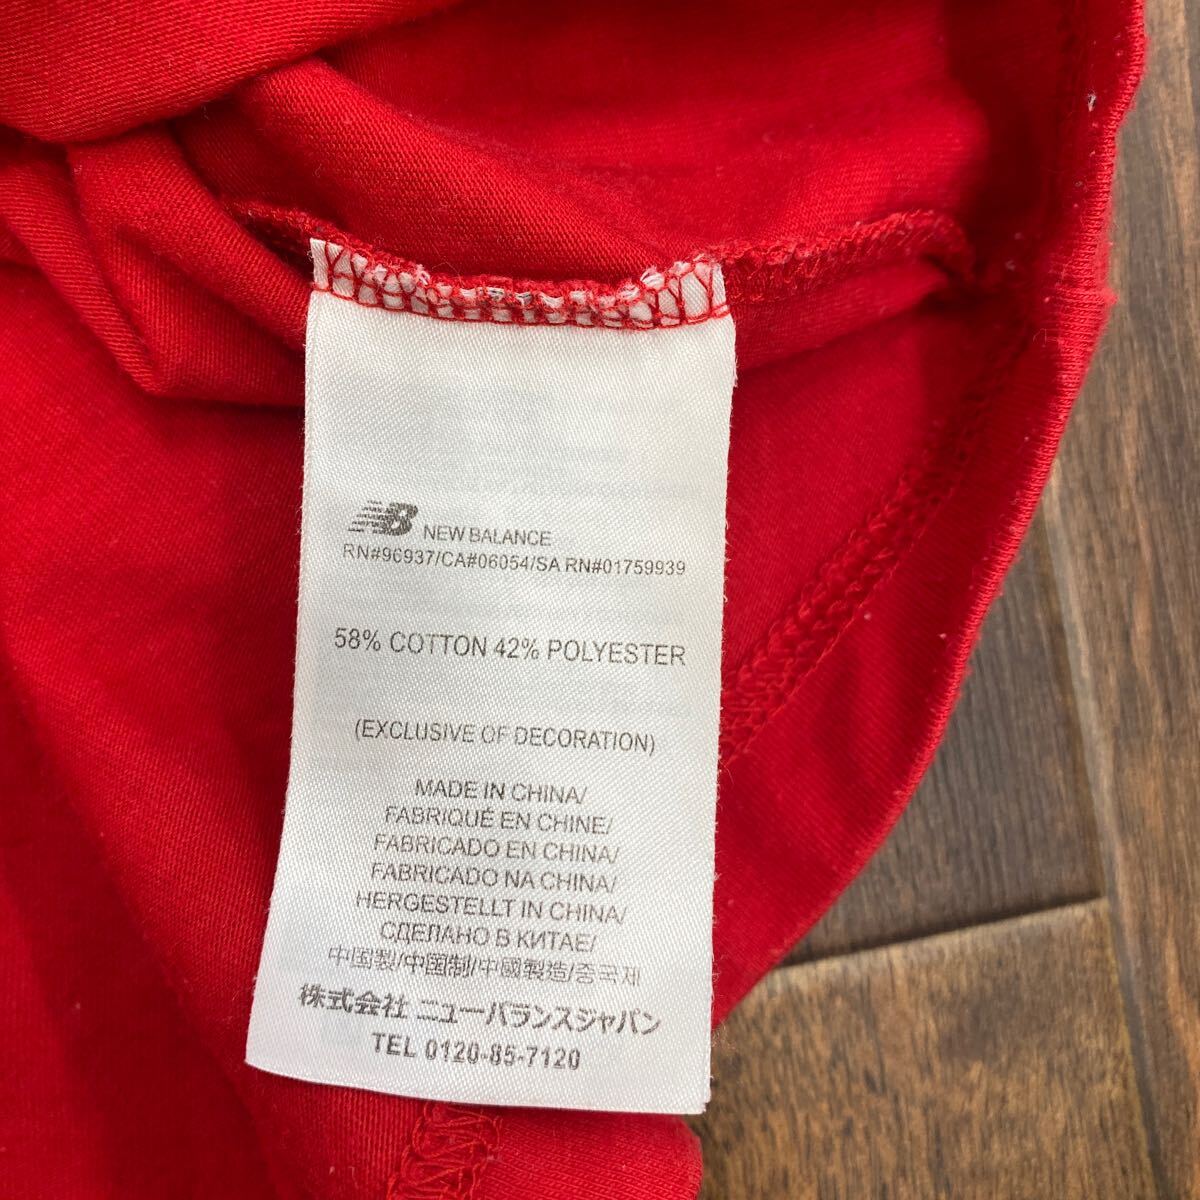 NB NEW BALANCE
RN#96937/CA#06054/SA RN#01759939
58% COTTON 42% POLYESTER
(EXCLUSIVE OF DECORATION)
MADE IN CHINA/
FABRIQUÉ EN CHINE/
FABRICADO EN CHINA/
FABRICADO NA CHINA/
HERGESTELLT IN CHINA/
СДЕЛАНО В КИТАЕ/
中国製/中国制/中國製造/중국제
株式会社 ニューバランスジャパン
TEL 0120-85-7120